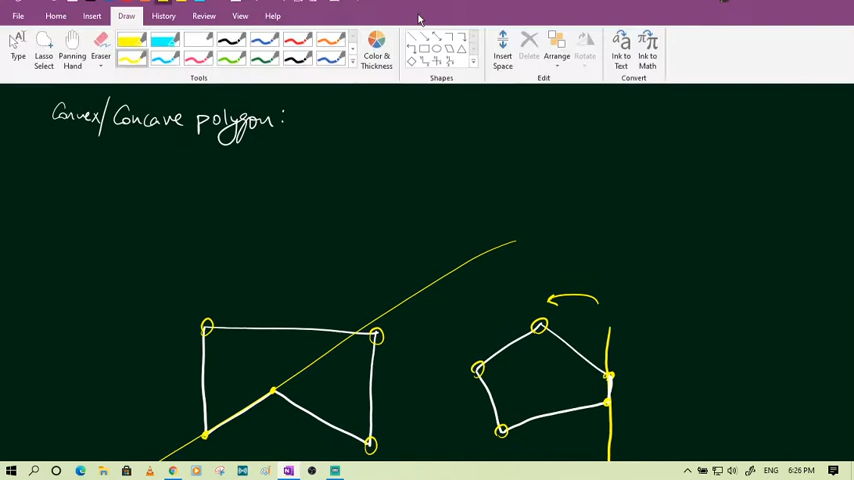 File Home Insert Draw History Review View Help
Type Lasso Select Panning Hand Eraser Color & Thickness Insert Space Arrange Rotate Ink to Text Ink to Math
Tools Shapes Edit Convert
Convex/Concave polygon:
ENG 6:26 PM